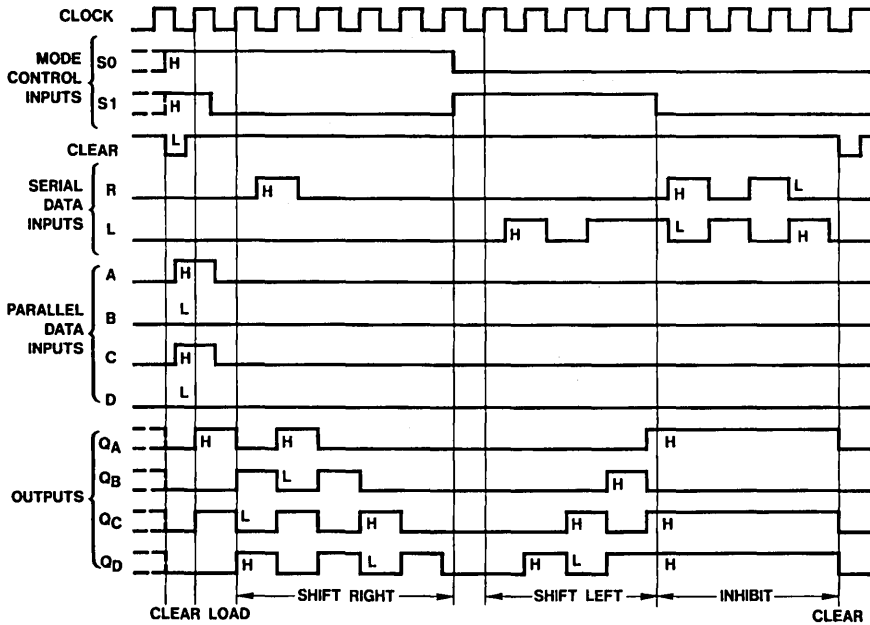 CLOCK
MODE CONTROL INPUTS
S0 H
S1 H
CLEAR L
SERIAL DATA INPUTS
R H H L
L H L H
PARALLEL DATA INPUTS
A H
B L
C H
D L
OUTPUTS
QA H H H
QB L H
QC L H H H
QD H L H L H
CLEAR LOAD SHIFT RIGHT SHIFT LEFT INHIBIT CLEAR